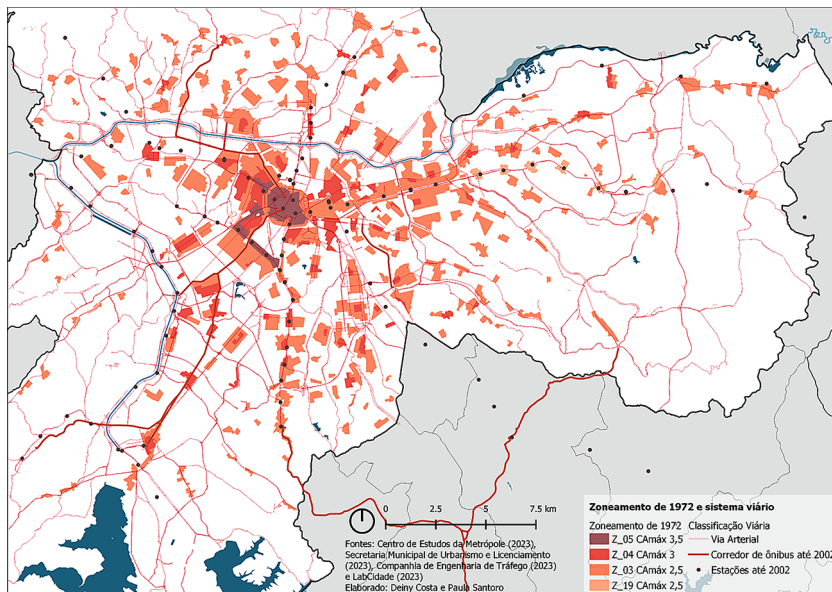 0
2.5
5
7.5 km
Fontes: Centro de Estudos da Metrópole (2023),
Secretaria Municipal de Urbanismo e Licenciamento
(2023), Companhia de Engenharia de Tráfego (2023)
e LabCidade (2023)
Elaborado: Deiny Costa e Paula Santoro
Zoneamento de 1972 e sistema viário
Zoneamento de 1972 Classificação Viária
Z_05 CAmáx 3,5 Via Arterial
Z_04 CAmáx 3 Corredor de ônibus até 2002
Z_03 CAmáx 2,5 Estações até 2002
Z_19 CAmáx 2,5